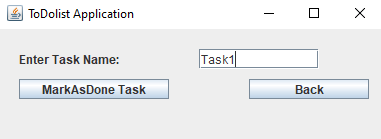 ToDolist Application
Enter Task Name: Task1
MarkAsDone Task Back